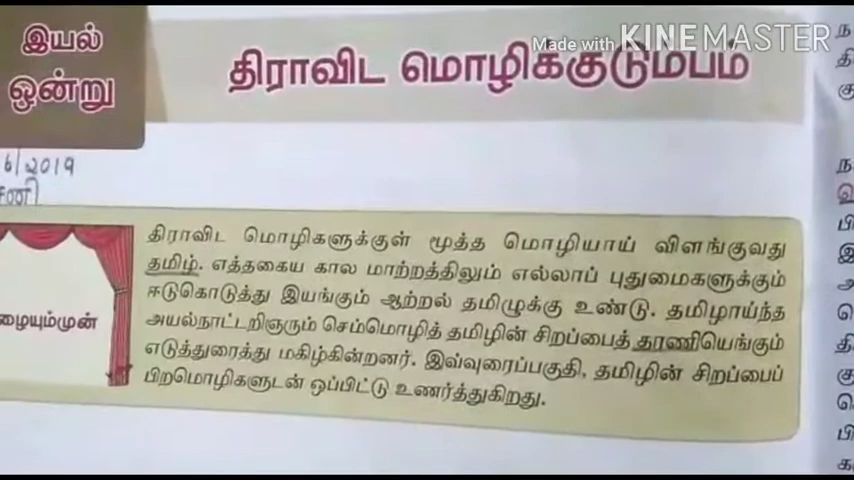 இயல்
ஒன்று
திராவிட மொழிக்குடும்பம்
Made with KINEMASTER
6/2019
சனி
ழையும்முன்
திராவிட மொழிகளுக்குள் மூத்த மொழியாய் விளங்குவது
தமிழ். எத்தகைய கால மாற்றத்திலும் எல்லாப் புதுமைகளுக்கும்
ஈடுகொடுத்து இயங்கும் ஆற்றல் தமிழுக்கு உண்டு. தமிழாய்ந்த
அயல்நாட்டறிஞரும் செம்மொழித் தமிழின் சிறப்பைத் தரணியெங்கும்
எடுத்துரைத்து மகிழ்கின்றனர். இவ்வுரைப்பகுதி, தமிழின் சிறப்பைப்
பிறமொழிகளுடன் ஒப்பிட்டு உணர்த்துகிறது.